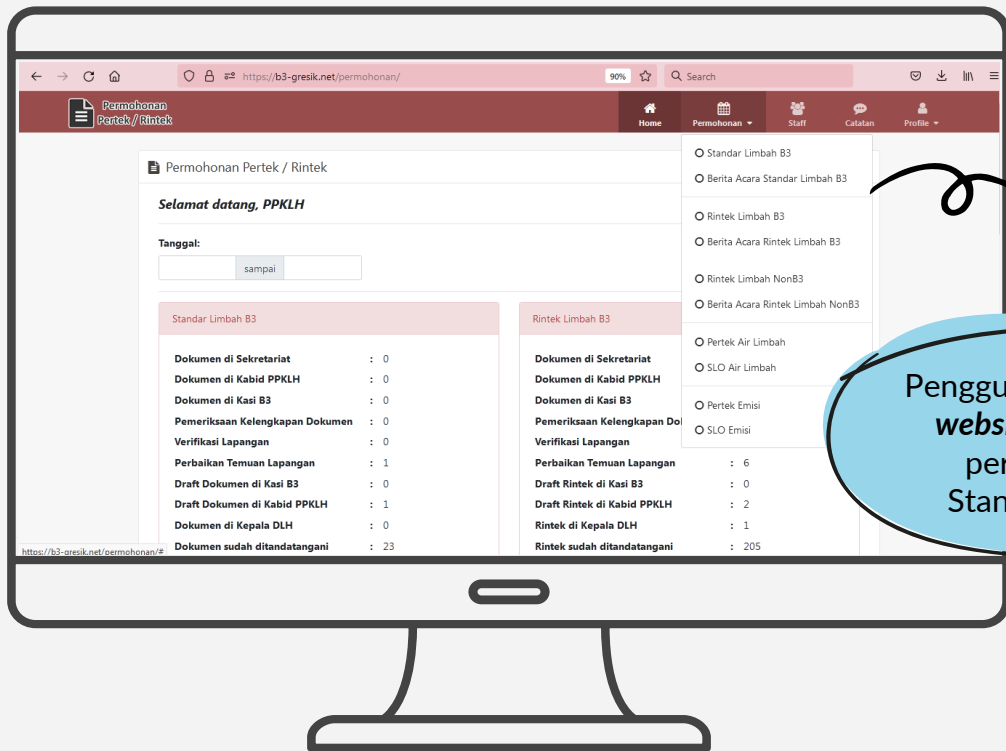 https://b3-gresik.net/permohonan/
90%
Search
Permohonan
Pertek / Rintek
Home
Permohonan
Staff
Catatan
Profile
Permohonan Pertek / Rintek
Selamat datang, PPKLH
Tanggal:
sampai
Standar Limbah B3
Berita Acara Standar Limbah B3
Rintek Limbah B3
Berita Acara Rintek Limbah B3
Rintek Limbah NonB3
Berita Acara Rintek Limbah NonB3
Pertek Air Limbah
SLO Air Limbah
Pertek Emisi
SLO Emisi
Standar Limbah B3
Dokumen di Sekretariat : 0
Dokumen di Kabid PPKLH : 0
Dokumen di Kasi B3 : 0
Pemeriksaan Kelengkapan Dokumen : 0
Verifikasi Lapangan : 0
Perbaikan Temuan Lapangan : 1
Draft Dokumen di Kasi B3 : 0
Draft Dokumen di Kabid PPKLH : 1
Dokumen di Kepala DLH : 0
Dokumen sudah ditandatangani : 23
Rintek Limbah B3
Dokumen di Sekretariat
Dokumen di Kabid PPKLH
Dokumen di Kasi B3
Pemeriksaan Kelengkapan Do
Verifikasi Lapangan
Perbaikan Temuan Lapangan : 6
Draft Rintek di Kasi B3 : 0
Draft Rintek di Kabid PPKLH : 2
Rintek di Kepala DLH : 1
Rintek sudah ditandatangani : 205
https://b3-gresik.net/permohonan/#
Penggu
webs
per
Stan